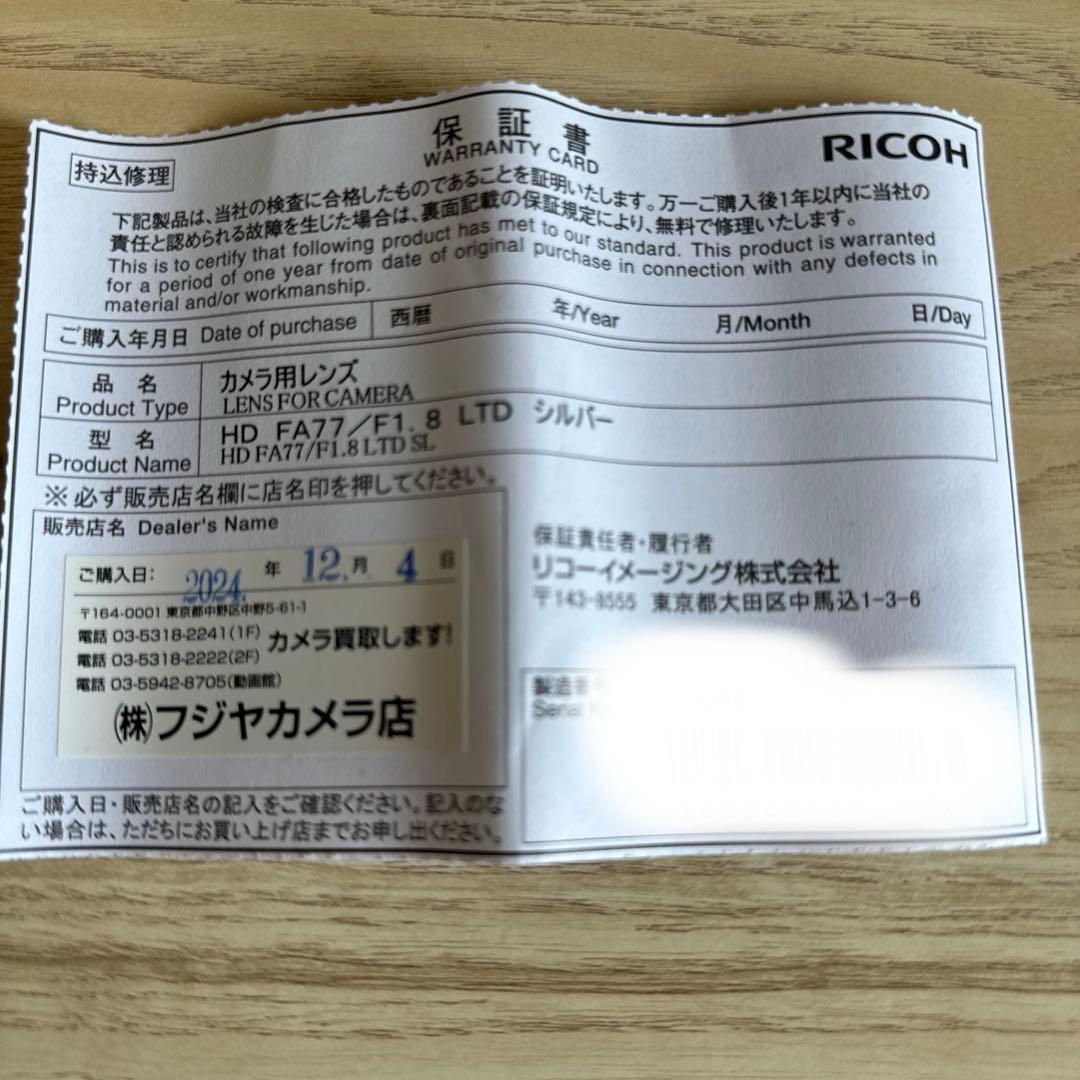 保証書
WARRANTY CARD
RICOH
持込修理
下記製品は、当社の検査に合格したものであることを証明いたします。万一ご購入後1年以内に当社の
責任と認められる故障を生じた場合は、裏面記載の保証規定により、無料で修理いたします。
This is to certify that following product has met to our standard. This product is warranted
for a period of one year from date of original purchase in connection with any defects in
material and/or workmanship.
ご購入年月日 Date of purchase 西暦 年/Year 月/Month 日/Day
品名 カメラ用レンズ
Product Type LENS FOR CAMERA
型名 HD FA77/F1.8 LTD シルバー
Product Name HD FA77/F1.8 LTD SL
※必ず販売店名欄に店名印を押してください。
販売店名 Dealer's Name
ご購入日: 2024. 年 12. 月 4 日
〒164-0001 東京都中野区中野5-61-1
電話 03-5318-2241(1F)
カメラ買取します!
電話 03-5318-2222(2F)
電話 03-5942-8705(動画館)
(株)フジヤカメラ店
ご購入日・販売店名の記入をご確認ください。記入のな
い場合は、ただちにお買い上げ店までお申し出ください。
保証責任者・履行者
リコーイメージング株式会社
〒143-8555 東京都大田区中馬込1-3-6
製造番
Serial